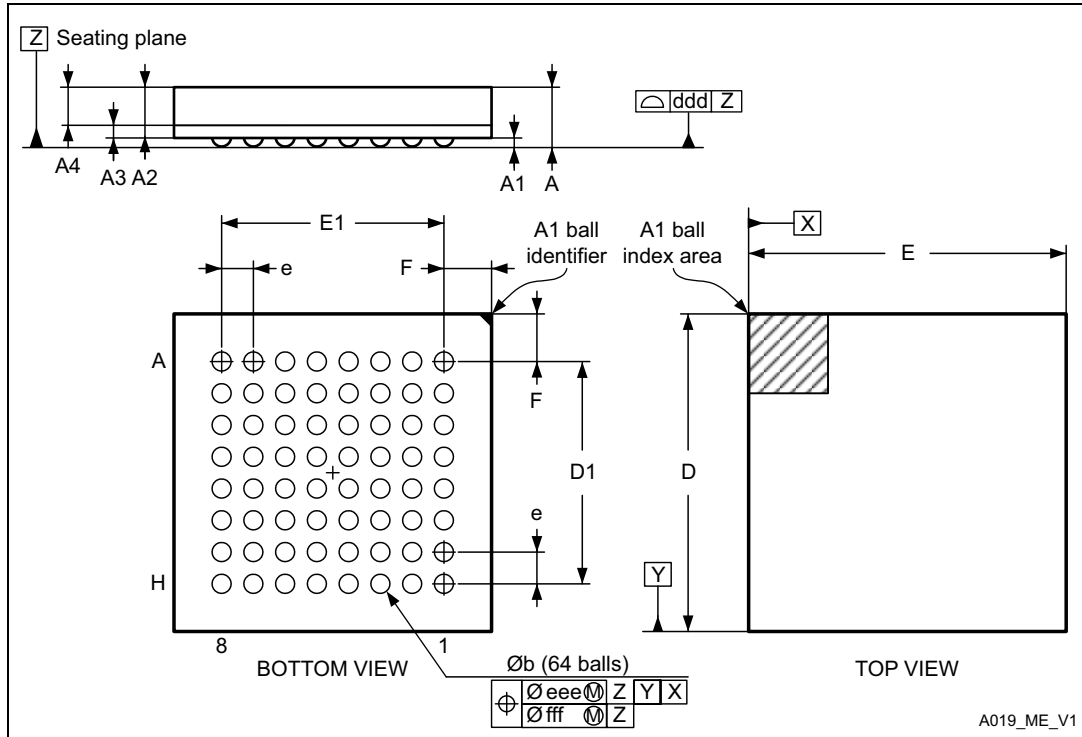 Z Seating plane
ddd Z
A4
A3 A2
A1
A
E1
e
F
A1 ball
identifier
A1 ball
index area
X
E
A
F
D1
D
e
H
Y
8
1
BOTTOM VIEW
Øb (64 balls)
TOP VIEW
Ø eee Ⓜ Z Y X
Ø fff Ⓜ Z
A019_ME_V1